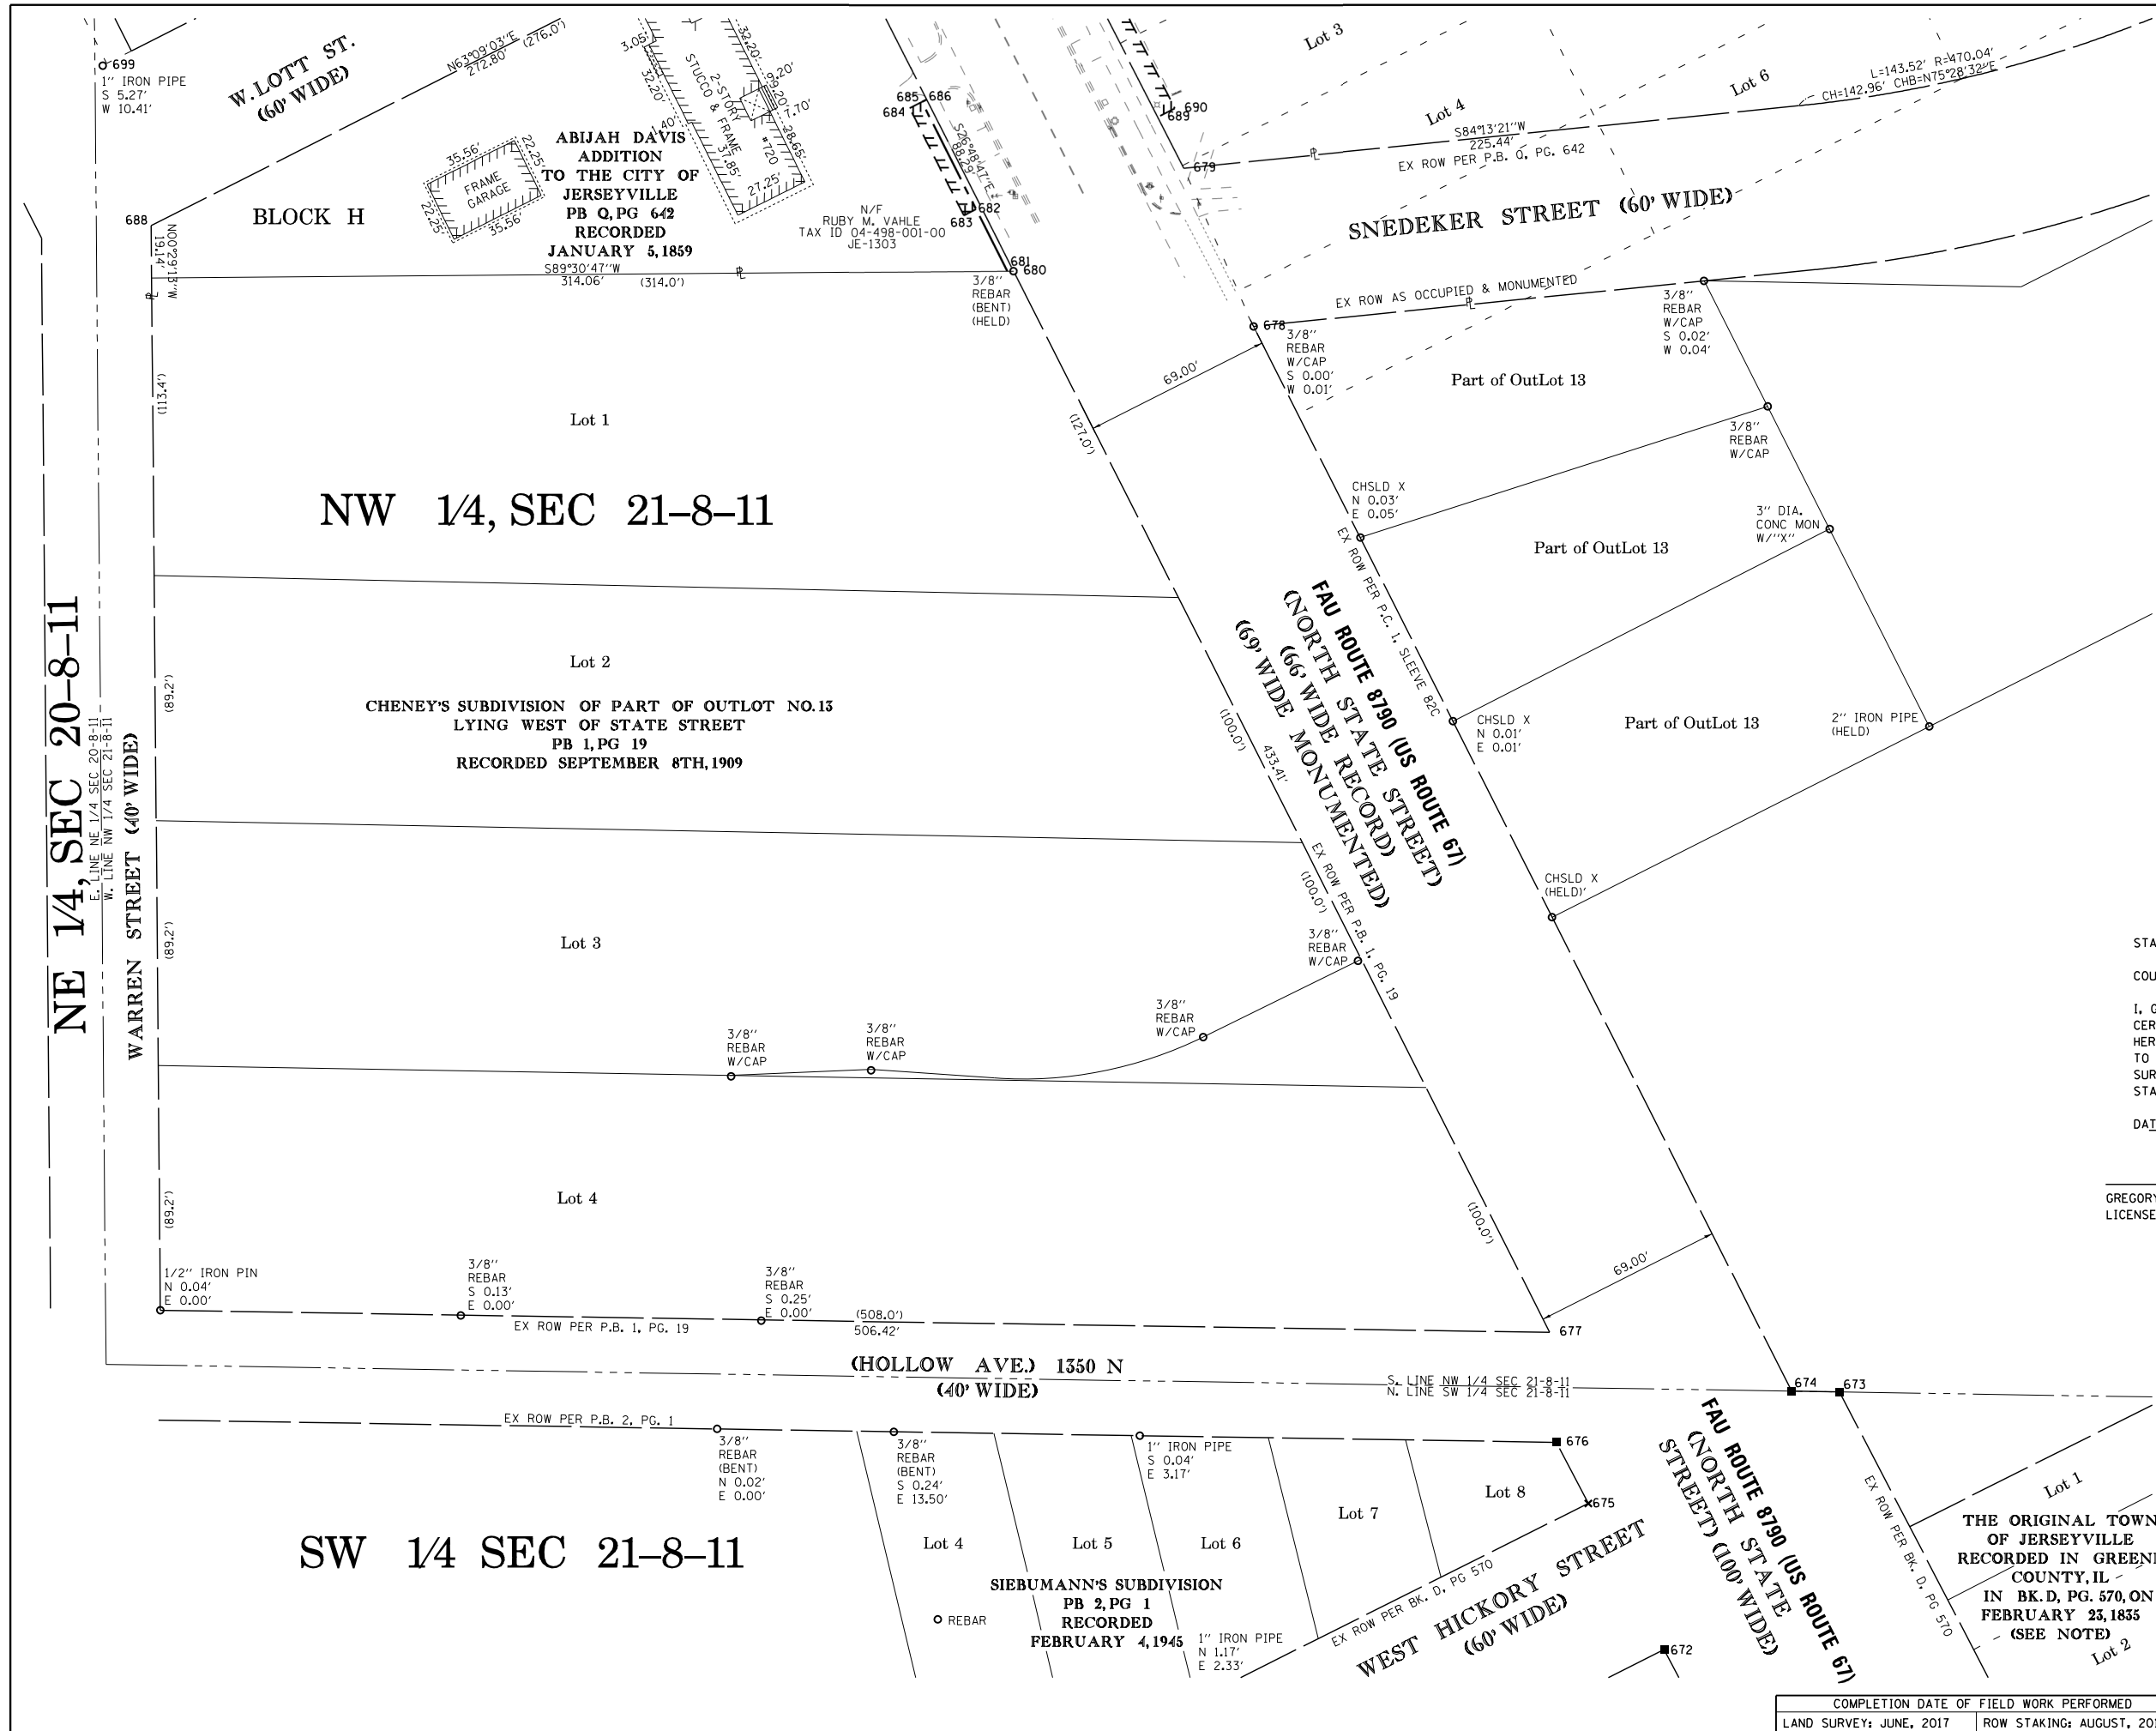 699
1" IRON PIPE
S 5.27'
W 10.41'
W. LOTT ST.
(60' WIDE)
N63°09'03"E (276.0')
272.80'
688
BLOCK H
N00°29'13"W
19.14'
35.56'
22.25'
FRAME
GARAGE
22.25'
35.56'
ABIJAH DAVIS
ADDITION
TO THE CITY OF
JERSEYVILLE
PB Q, PG 642
RECORDED
JANUARY 5, 1859
3.05'
32.20'
1.40'
37.85'
27.25'
2-STORY
STUCCO & FRAME
#720
32.20'
9.20'
9.20'
7.70'
28.65'
N/F
RUBY M. VAHLE
TAX ID 04-498-001-00
JE-1303
S89°30'47"W
314.06' (314.0')
685 686
684
S26°48'47"E
88.29'
682
683
681
680
3/8"
REBAR
(BENT)
(HELD)
690
689
679
Lot 3
Lot 4
Lot 6
L=143.52' R=470.04'
CH=142.96' CHB=N75°28'32"E
S84°13'21"W
225.44'
EX ROW PER P.B. Q, PG. 642
SNEDEKER STREET (60' WIDE)
EX ROW AS OCCUPIED & MONUMENTED
678
3/8"
REBAR
W/CAP
S 0.00'
W 0.01'
3/8"
REBAR
W/CAP
S 0.02'
W 0.04'
69.00'
(127.0')
(113.4')
Lot 1
Part of OutLot 13
3/8"
REBAR
W/CAP
NW 1/4, SEC 21-8-11
CHSLD X
N 0.03'
E 0.05'
3" DIA.
CONC MON
W/"X"
Part of OutLot 13
EX ROW PER P.C. 1, SLEEVE 82C
FAU ROUTE 8790 (US ROUTE 67)
(NORTH STATE STREET)
(66' WIDE RECORD)
(69' WIDE MONUMENTED)
NE 1/4, SEC 20-8-11
E. LINE NE 1/4 SEC 20-8-11
W. LINE NW 1/4 SEC 21-8-11
WARREN STREET (40' WIDE)
Lot 2
(89.2')
CHENEY'S SUBDIVISION OF PART OF OUTLOT NO. 13
LYING WEST OF STATE STREET
PB 1, PG 19
RECORDED SEPTEMBER 8TH, 1909
(100.0')
433.41'
CHSLD X
N 0.01'
E 0.01'
Part of OutLot 13
2" IRON PIPE
(HELD)
EX ROW PER P.B. 1, PG. 19
(100.0')
CHSLD X
(HELD)'
(89.2')
Lot 3
3/8"
REBAR
W/CAP
3/8"
REBAR
W/CAP
3/8"
REBAR
W/CAP
3/8"
REBAR
W/CAP
STA
COU
I, G
CER
HER
TO
SUR
STA
DAT
GREGORY
LICENSE
Lot 4
(89.2')
(100.0')
69.00'
1/2" IRON PIN
N 0.04'
E 0.00'
3/8"
REBAR
S 0.13'
E 0.00'
3/8"
REBAR
S 0.25'
E 0.00'
EX ROW PER P.B. 1, PG. 19
(508.0')
506.42'
677
(HOLLOW AVE.) 1350 N
(40' WIDE)
S. LINE NW 1/4 SEC 21-8-11
N. LINE SW 1/4 SEC 21-8-11
674
673
EX ROW PER P.B. 2, PG. 1
3/8"
REBAR
(BENT)
N 0.02'
E 0.00'
3/8"
REBAR
(BENT)
S 0.24'
E 13.50'
1" IRON PIPE
S 0.04'
E 3.17'
676
675
SW 1/4 SEC 21-8-11
Lot 4
Lot 5
Lot 6
Lot 7
Lot 8
SIEBUMANN'S SUBDIVISION
PB 2, PG 1
RECORDED
FEBRUARY 4, 1945
REBAR
1" IRON PIPE
N 1.17'
E 2.33'
EX ROW PER BK. D, PG 570
WEST HICKORY STREET
(60' WIDE)
672
FAU ROUTE 8790 (US ROUTE 67)
(NORTH STATE
STREET) (100' WIDE)
EX ROW PER BK. D, PG 570
Lot 1
THE ORIGINAL TOWN
OF JERSEYVILLE
RECORDED IN GREENE
COUNTY, IL
IN BK. D, PG. 570, ON
FEBRUARY 23, 1835
(SEE NOTE)
Lot 2
COMPLETION DATE OF FIELD WORK PERFORMED
LAND SURVEY: JUNE, 2017
ROW STAKING: AUGUST, 201